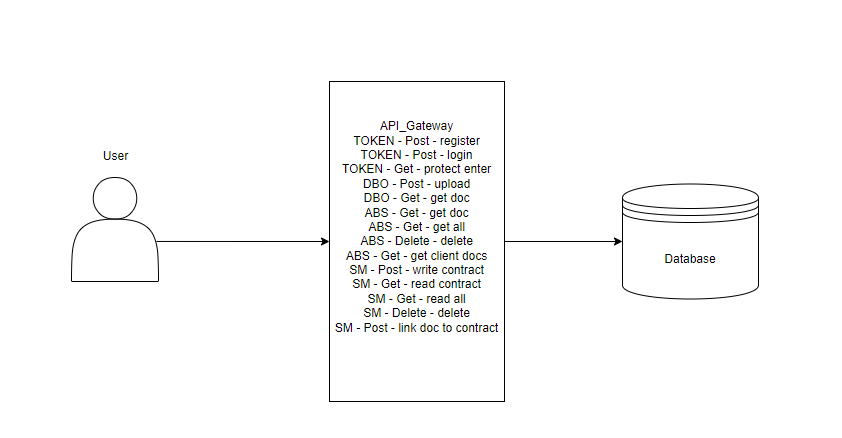 User
API_Gateway
TOKEN - Post - register
TOKEN - Post - login
TOKEN - Get - protect enter
DBO - Post - upload
DBO - Get - get doc
ABS - Get - get doc
ABS - Get - get all
ABS - Delete - delete
ABS - Get - get client docs
SM - Post - write contract
SM - Get - read contract
SM - Get - read all
SM - Delete - delete
SM - Post - link doc to contract
Database